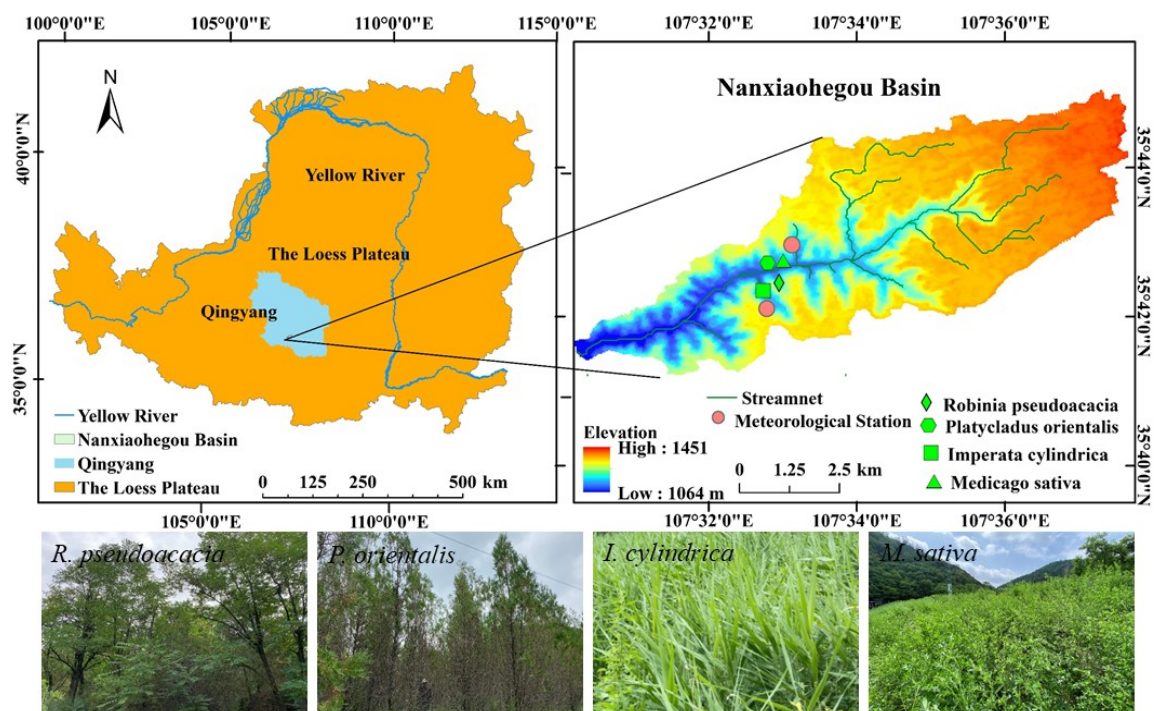 100°0'0"E 105°0'0"E 110°0'0"E 115°0'0"E
107°32'0"E 107°34'0"E 107°36'0"E
N
40°0'0"N
35°0'0"N
Yellow River
The Loess Plateau
Qingyang
Yellow River
Nanxiaohegou Basin
Qingyang
The Loess Plateau
0 125 250 500 km
105°0'0"E 110°0'0"E
Nanxiaohegou Basin
35°44'0"N
35°42'0"N
35°40'0"N
Streamnet
Meteorological Station
Elevation
High : 1451
Low : 1064 m
0 1.25 2.5 km
Robinia pseudoacacia
Platycladus orientalis
Imperata cylindrica
Medicago sativa
107°32'0"E 107°34'0"E 107°36'0"E
R. pseudoacacia
P. orientalis
I. cylindrica
M. sativa